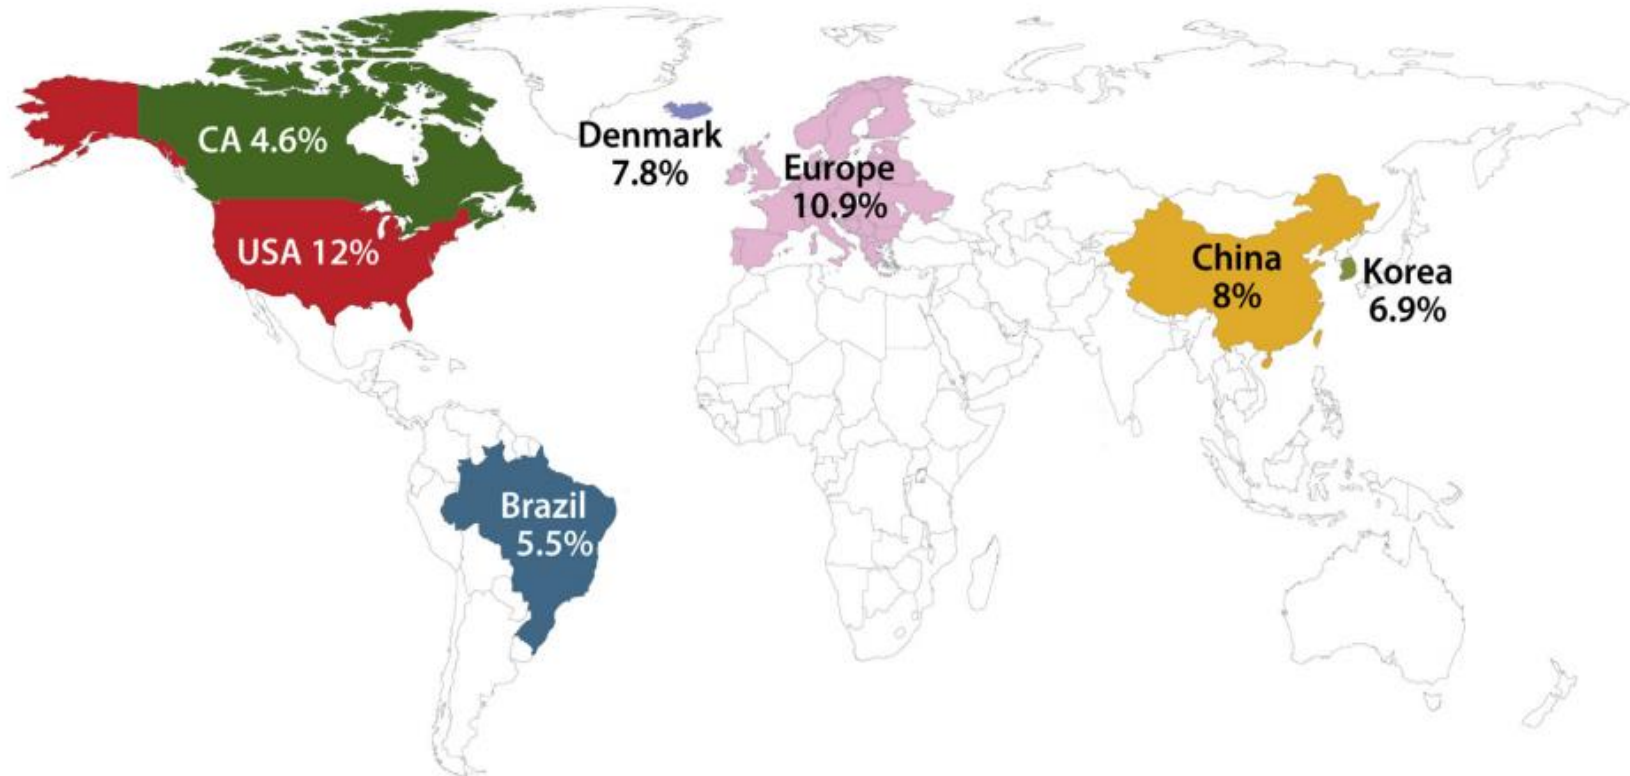 CA 4.6%
USA 12%
Denmark
7.8%
Europe
10.9%
China
8%
Korea
6.9%
Brazil
5.5%